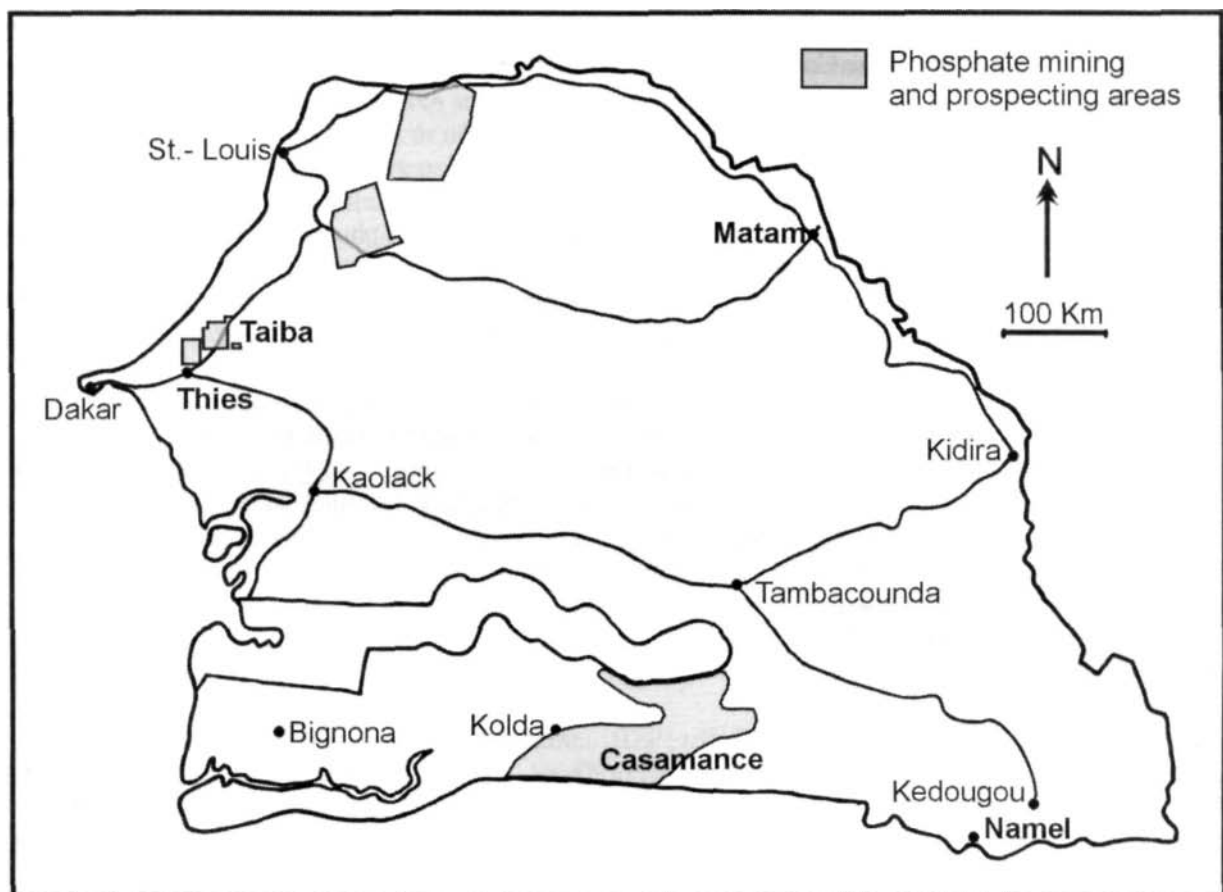 Phosphate mining
and prospecting areas
N
St.- Louis
Matam
100 Km
Taiba
Dakar
Thies
Kidira
Kaolack
Tambacounda
Bignona
Kolda
Casamance
Kedougou
Namel